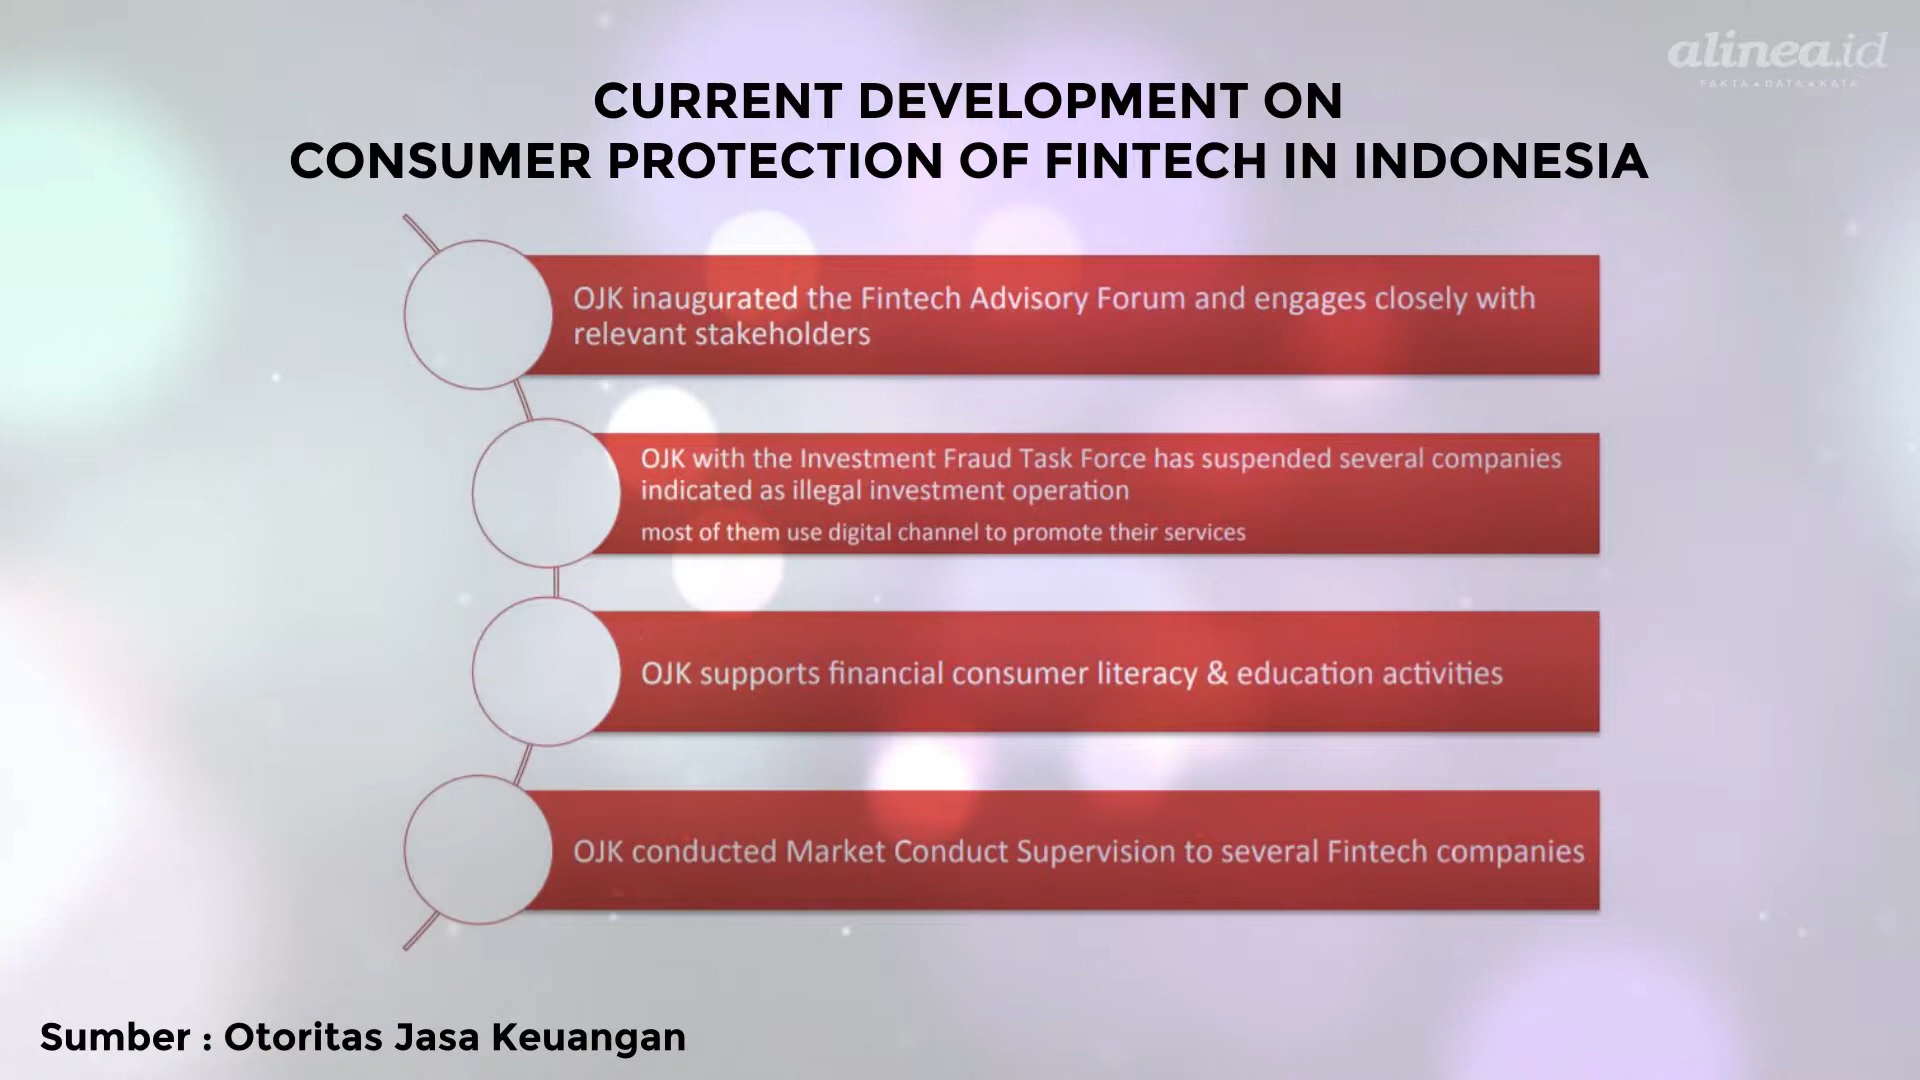 alinea.id
FAKTA • DATA • KATA
CURRENT DEVELOPMENT ON
CONSUMER PROTECTION OF FINTECH IN INDONESIA
OJK inaugurated the Fintech Advisory Forum and engages closely with
relevant stakeholders
OJK with the Investment Fraud Task Force has suspended several companies
indicated as illegal investment operation
most of them use digital channel to promote their services
OJK supports financial consumer literacy & education activities
OJK conducted Market Conduct Supervision to several Fintech companies
Sumber : Otoritas Jasa Keuangan